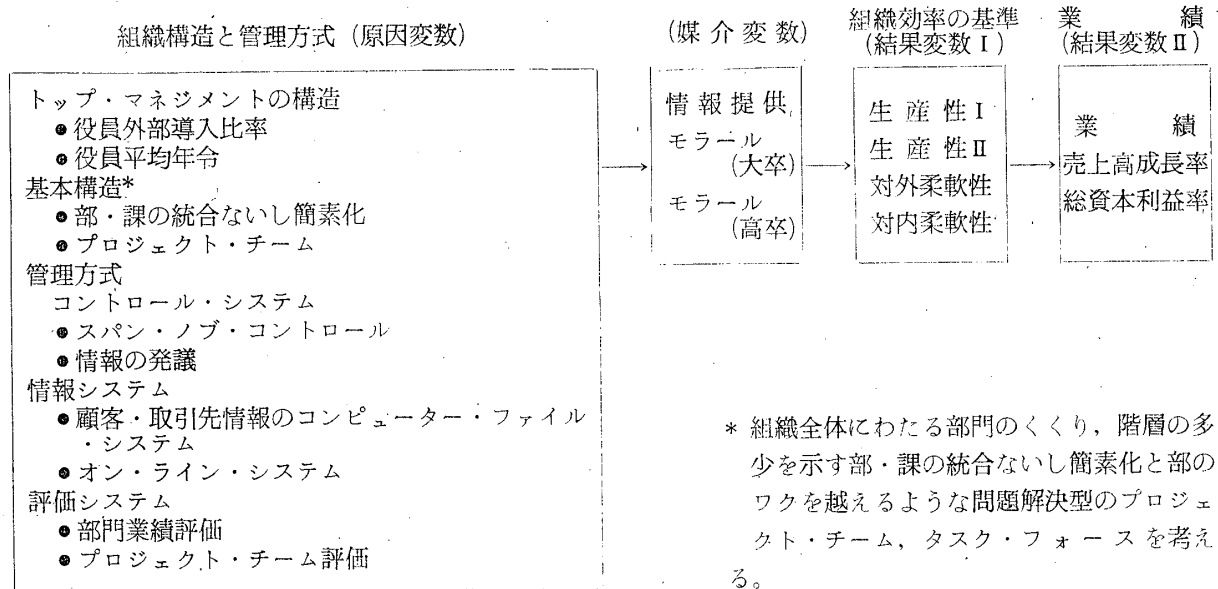 組織構造と管理方式(原因変数)
トップ・マネジメントの構造
●役員外部導入比率
●役員平均年令
基本構造*
●部・課の統合ないし簡素化
●プロジェクト・チーム
管理方式
コントロール・システム
●スパン・ノブ・コントロール
●情報の発議
情報システム
●顧客・取引先情報のコンピューター・ファイル
・システム
●オン・ライン・システム
評価システム
●部門業績評価
●プロジェクト・チーム評価
(媒介変数)
情報提供
モラール
(大卒)
モラール
(高卒)
組織効率の基準
(結果変数Ⅰ)
生産性Ⅰ
生産性Ⅱ
対外柔軟性
対内柔軟性
業績
(結果変数Ⅱ)
業績
売上高成長率
総資本利益率
* 組織全体にわたる部門のくくり,階層の多
少を示す部・課の統合ないし簡素化と部の
ワクを越えるような問題解決型のプロジェ
クト・チーム,タスク・フォースを考え
る。